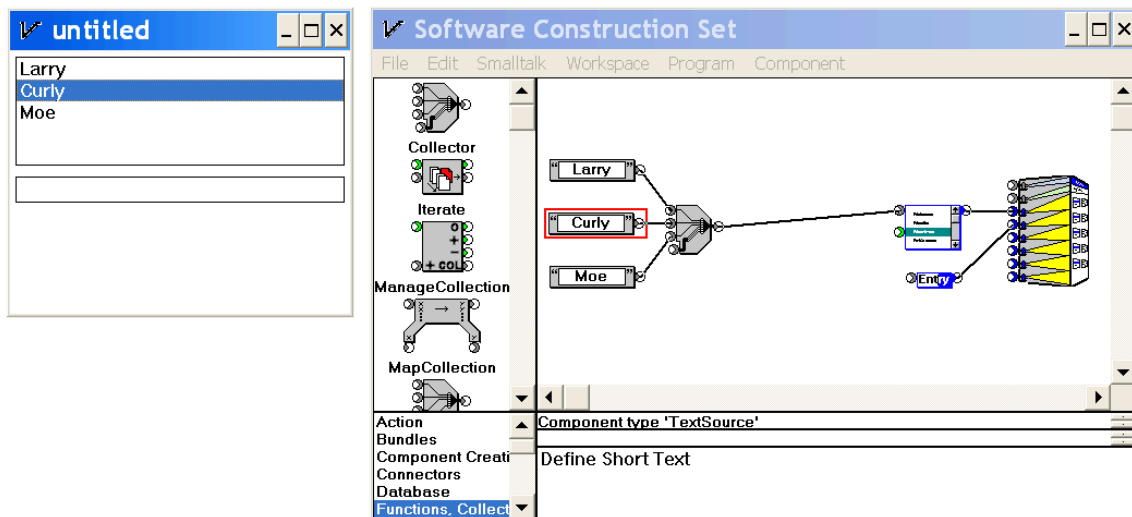 untitled
Larry
Curly
Moe
Software Construction Set
File Edit Smalltalk Workspace Program Component
Collector
Iterate
ManageCollection
MapCollection
+ COL
"Larry"
"Curly"
"Moe"
Entry
Action
Bundles
Component Creati
Connectors
Database
Functions, Collect
Component type 'TextSource'
Define Short Text